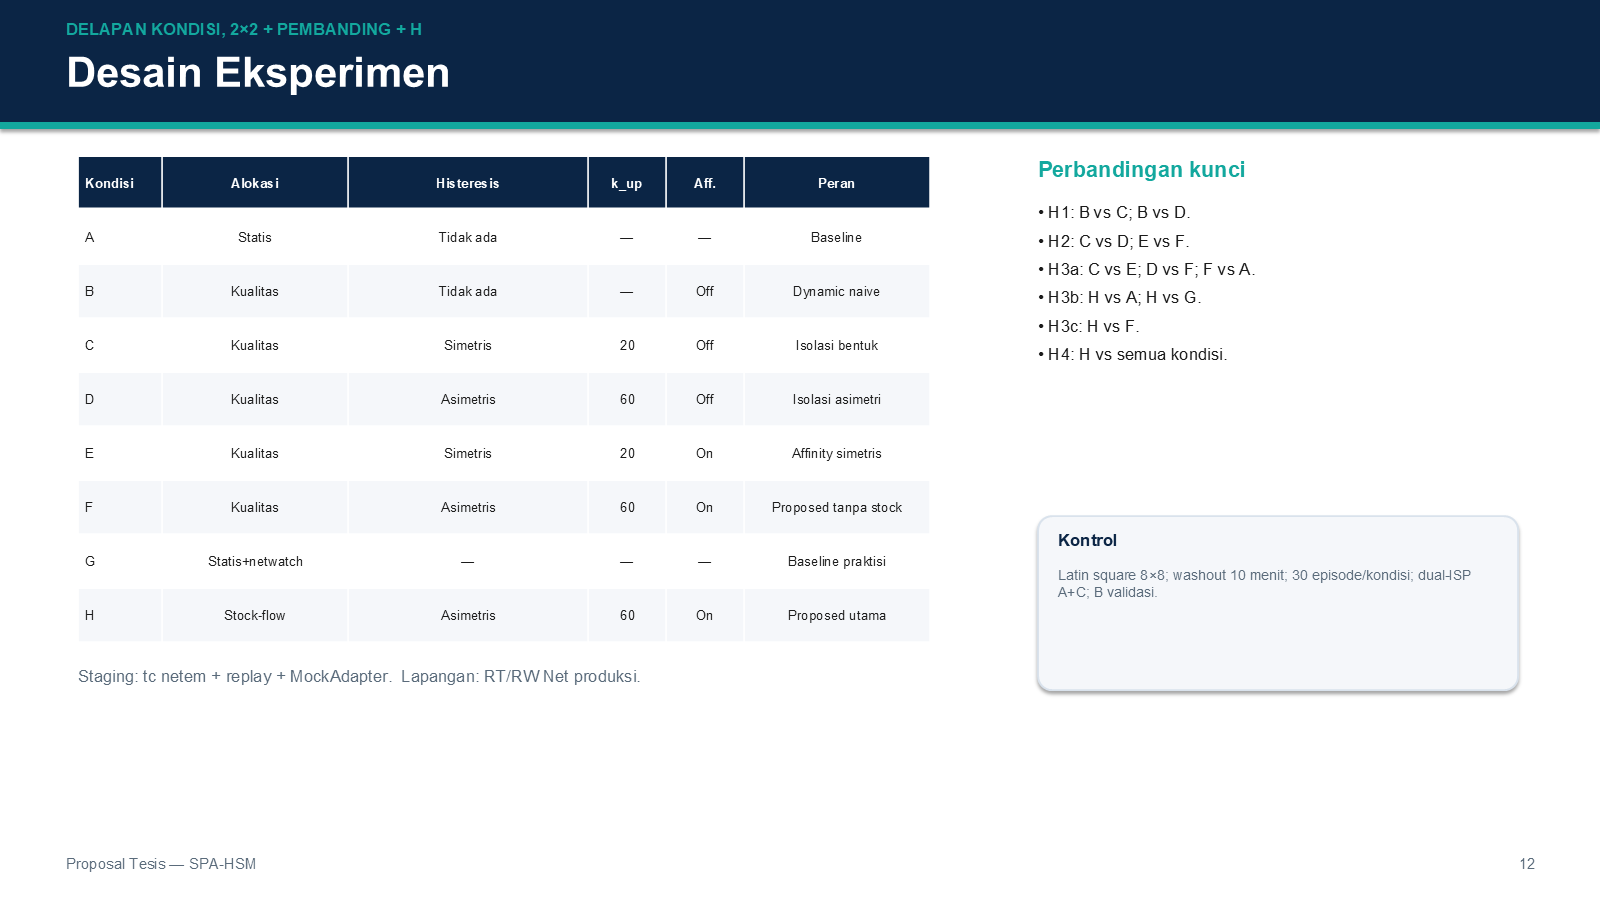 DELAPAN KONDISI, 2×2 + PEMBANDING + H
Desain Eksperimen
Kondisi Alokasi Histeresis k_up Aff. Peran
A Statis Tidak ada — — Baseline
B Kualitas Tidak ada — Off Dynamic naive
C Kualitas Simetris 20 Off Isolasi bentuk
D Kualitas Asimetris 60 Off Isolasi asimetri
E Kualitas Simetris 20 On Affinity simetris
F Kualitas Asimetris 60 On Proposed tanpa stock
G Statis+netwatch — — — Baseline praktisi
H Stock-flow Asimetris 60 On Proposed utama
Staging: tc netem + replay + MockAdapter. Lapangan: RT/RW Net produksi.
Perbandingan kunci
• H1: B vs C; B vs D.
• H2: C vs D; E vs F.
• H3a: C vs E; D vs F; F vs A.
• H3b: H vs A; H vs G.
• H3c: H vs F.
• H4: H vs semua kondisi.
Kontrol
Latin square 8×8; washout 10 menit; 30 episode/kondisi; dual-ISP
A+C; B validasi.
Proposal Tesis — SPA-HSM
12